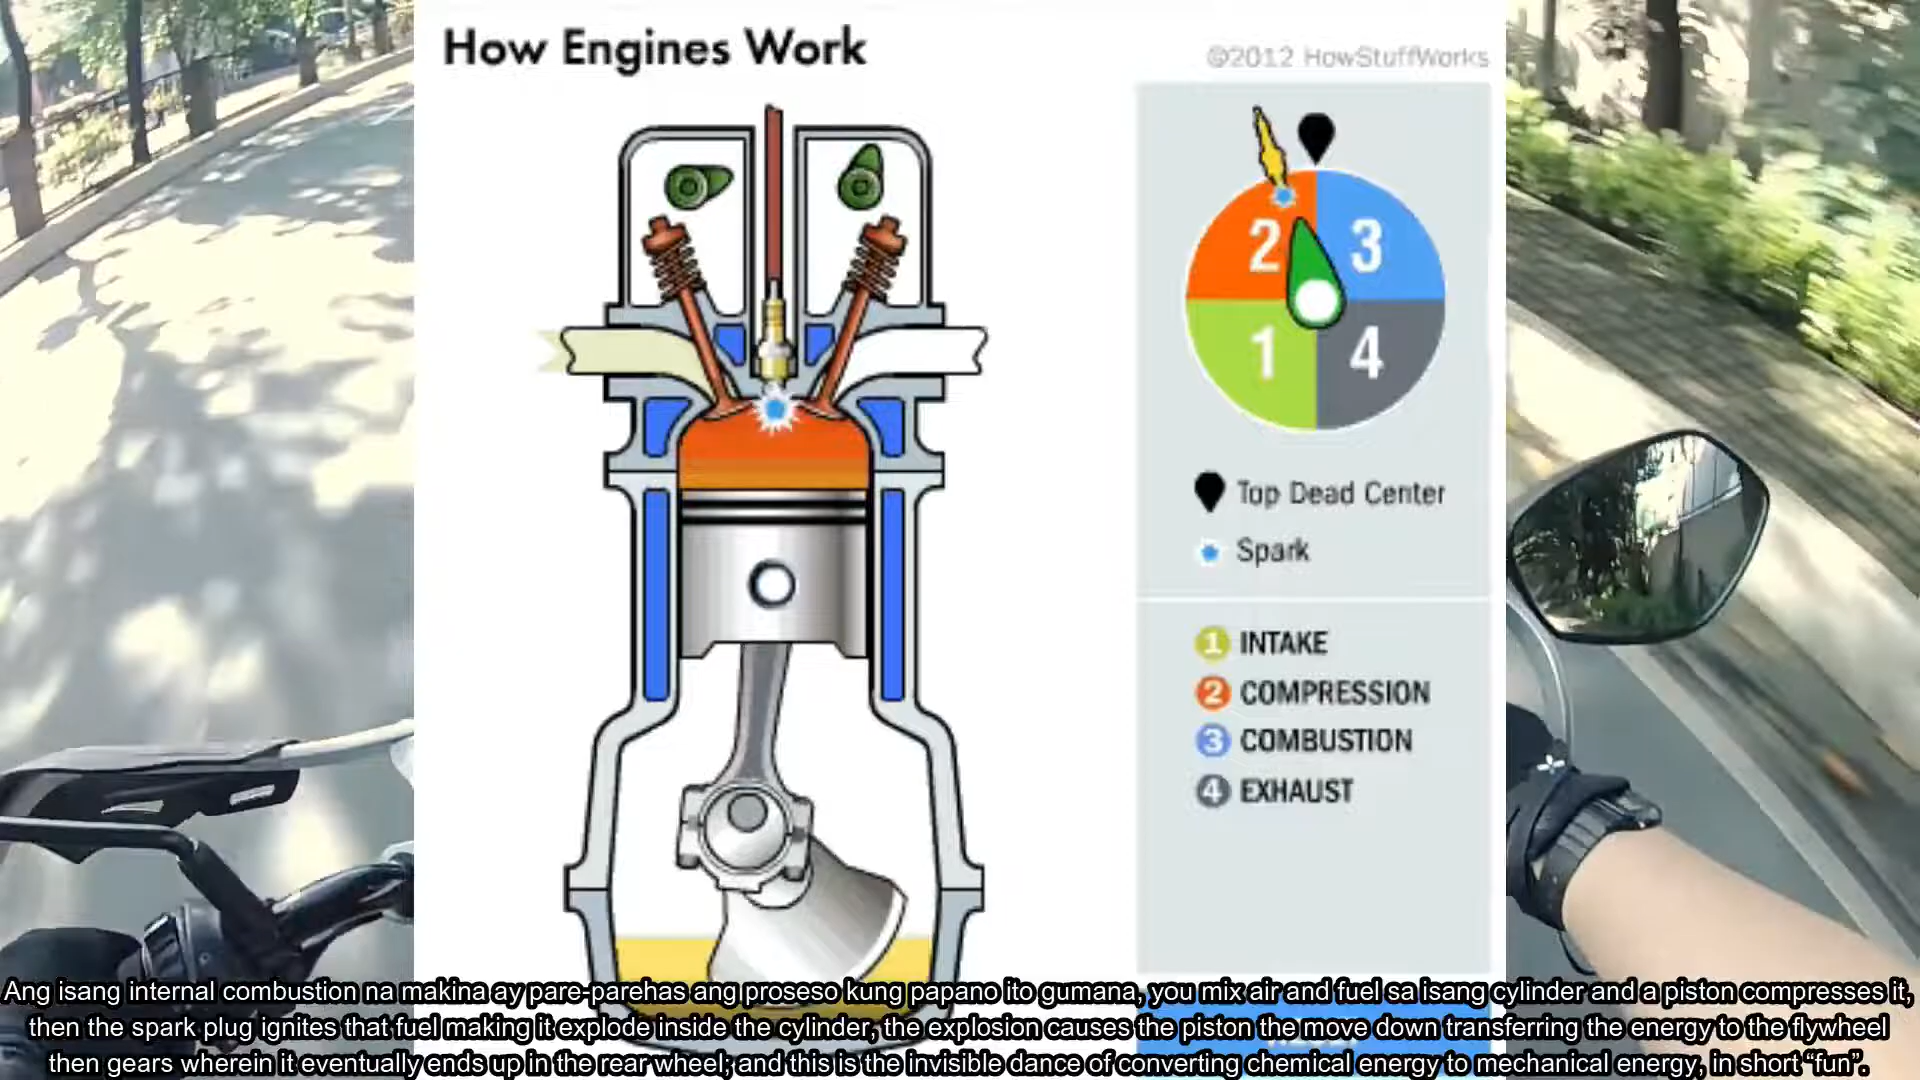 How Engines Work
©2012 HowStuffWorks
2
3
1
4
Top Dead Center
Spark
1 INTAKE
2 COMPRESSION
3 COMBUSTION
4 EXHAUST
Ang isang internal combustion na makina ay pare-parehas ang proseso kung papano ito gumana, you mix air and fuel sa isang cylinder and a piston compresses it,
then the spark plug ignites that fuel making it explode inside the cylinder, the explosion causes the piston the move down transferring the energy to the flywheel
then gears wherein it eventually ends up in the rear wheel; and this is the invisible dance of converting chemical energy to mechanical energy, in short “fun”.